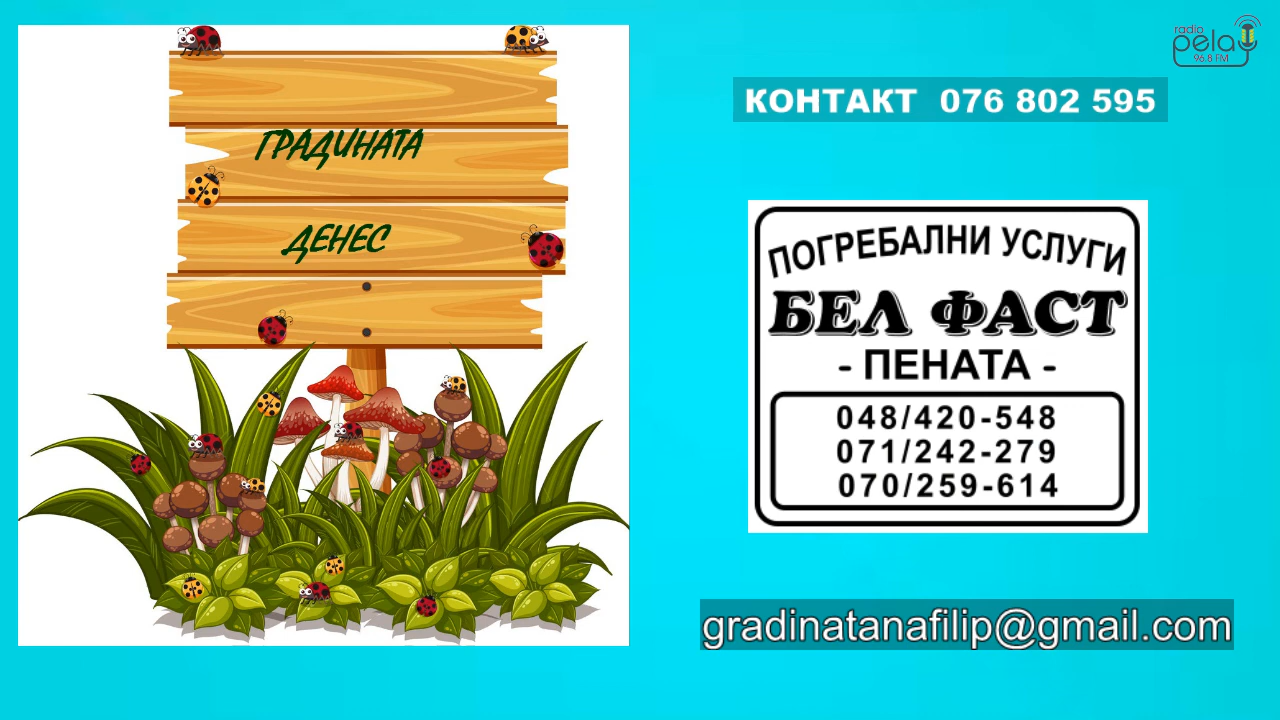 ГРАДИНАТА
ДЕНЕС
radio
pela
96.8 FM
КОНТАКТ 076 802 595
ПОГРЕБАЛНИ УСЛУГИ
БЕЛ ФАСТ
- ПЕНАТА -
048/420-548
071/242-279
070/259-614
gradinatanafilip@gmail.com